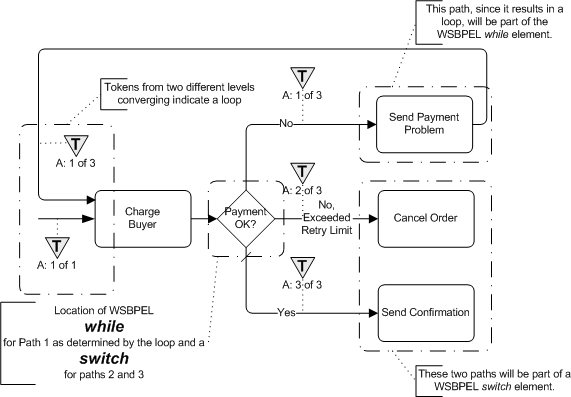 This path, since it results in a
loop, will be part of the
WSBPEL while element.
Tokens from two different levels
converging indicate a loop
T
A: 1 of 3
T
A: 1 of 3
No
Send Payment
Problem
T
A: 2 of 3
Charge
Buyer
Payment
OK?
No,
Exceeded
Retry Limit
Cancel Order
T
A: 1 of 1
T
A: 3 of 3
Yes
Send Confirmation
Location of WSBPEL
while
for Path 1 as determined by the loop and a
switch
for paths 2 and 3
These two paths will be part of a
WSBPEL switch element.